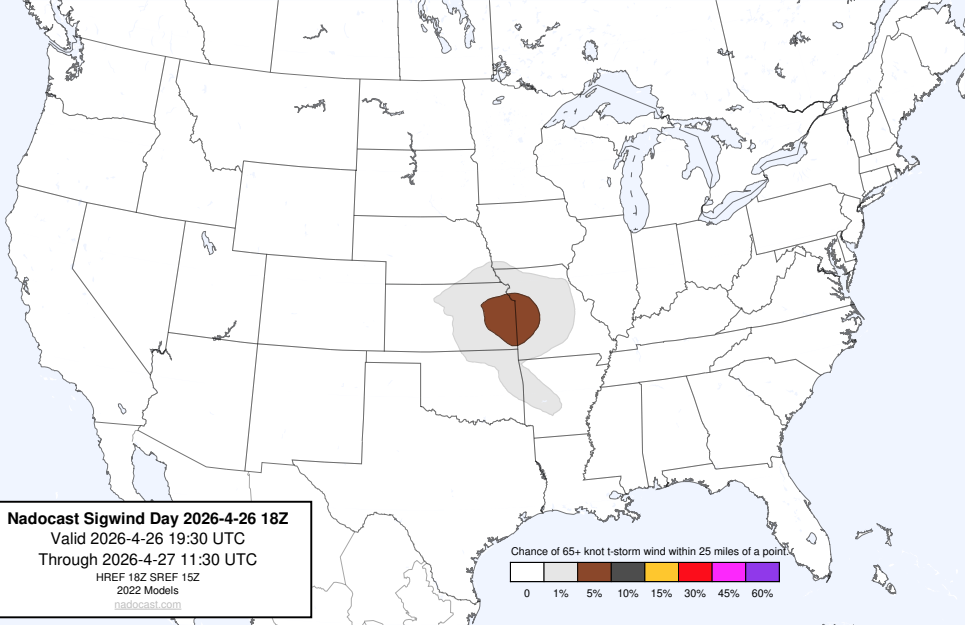 Nadocast Sigwind Day 2026-4-26 18Z
Valid 2026-4-26 19:30 UTC
Through 2026-4-27 11:30 UTC
HREF 18Z SREF 15Z
2022 Models
nadocast.com
Chance of 65+ knot t-storm wind within 25 miles of a point.
0 1% 5% 10% 15% 30% 45% 60%